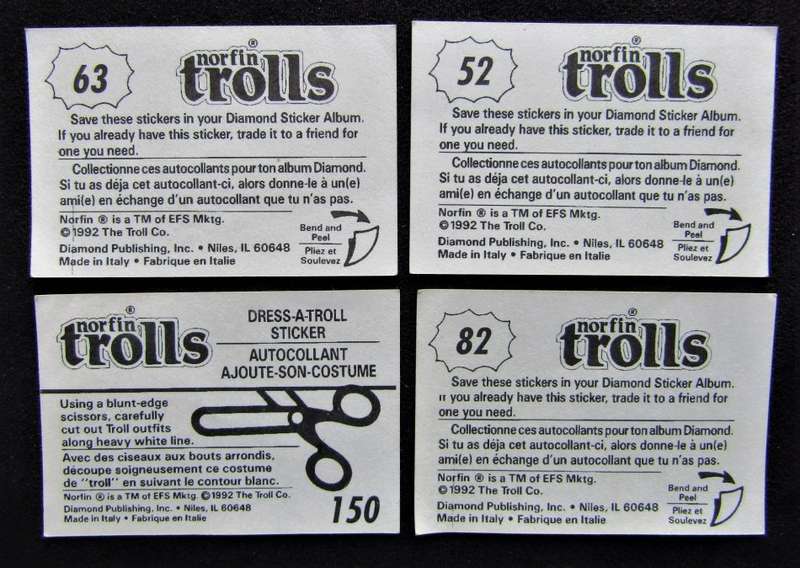 63
norfin®
trolls
Save these stickers in your Diamond Sticker Album.
If you already have this sticker, trade it to a friend for
one you need.
Collectionne ces autocollants pour ton album Diamond.
Si tu as déja cet autocollant-ci, alors donne-le à un(e)
ami(e) en échange d'un autocollant que tu n'as pas.
Norfin ® is a TM of EFS Mktg.
©1992 The Troll Co.
Diamond Publishing, Inc. • Niles, IL 60648
Made in Italy • Fabrique en Italie
Bend and
Peel
Pliez et
Soulevez
52
norfin®
trolls
Save these stickers in your Diamond Sticker Album.
If you already have this sticker, trade it to a friend for
one you need.
Collectionne ces autocollants pour ton album Diamond.
Si tu as déja cet autocollant-ci, alors donne-le à un(e)
ami(e) en échange d'un autocollant que tu n'as pas.
Norfin ® is a TM of EFS Mktg.
©1992 The Troll Co.
Diamond Publishing, Inc. • Niles, IL 60648
Made in Italy • Fabrique en Italie
Bend and
Peel
Pliez et
Soulevez
norfin®
trolls
DRESS-A-TROLL
STICKER
AUTOCOLLANT
AJOUTE-SON-COSTUME
Using a blunt-edge
scissors, carefully
cut out Troll outfits
along heavy white line.
Avec des ciseaux aux bouts arrondis,
découpe soigneusement ce costume
de "troll" en suivant le contour blanc.
Norfin ® is a TM of EFS Mktg. ©1992 The Troll Co.
Diamond Publishing, Inc. • Niles, IL 60648
Made in Italy • Fabrique en Italie
150
82
norfin®
trolls
Save these stickers in your Diamond Sticker Album.
If you already have this sticker, trade it to a friend for
one you need.
Collectionne ces autocollants pour ton album Diamond.
Si tu as déja cet autocollant-ci, alors donne-le à un(e)
ami(e) en échange d'un autocollant que tu n'as pas.
Norfin ® is a TM of EFS Mktg.
©1992 The Troll Co.
Diamond Publishing, Inc. • Niles, IL 60648
Made in Italy • Fabrique en Italie
Bend and
Peel
Pliez et
Soulevez